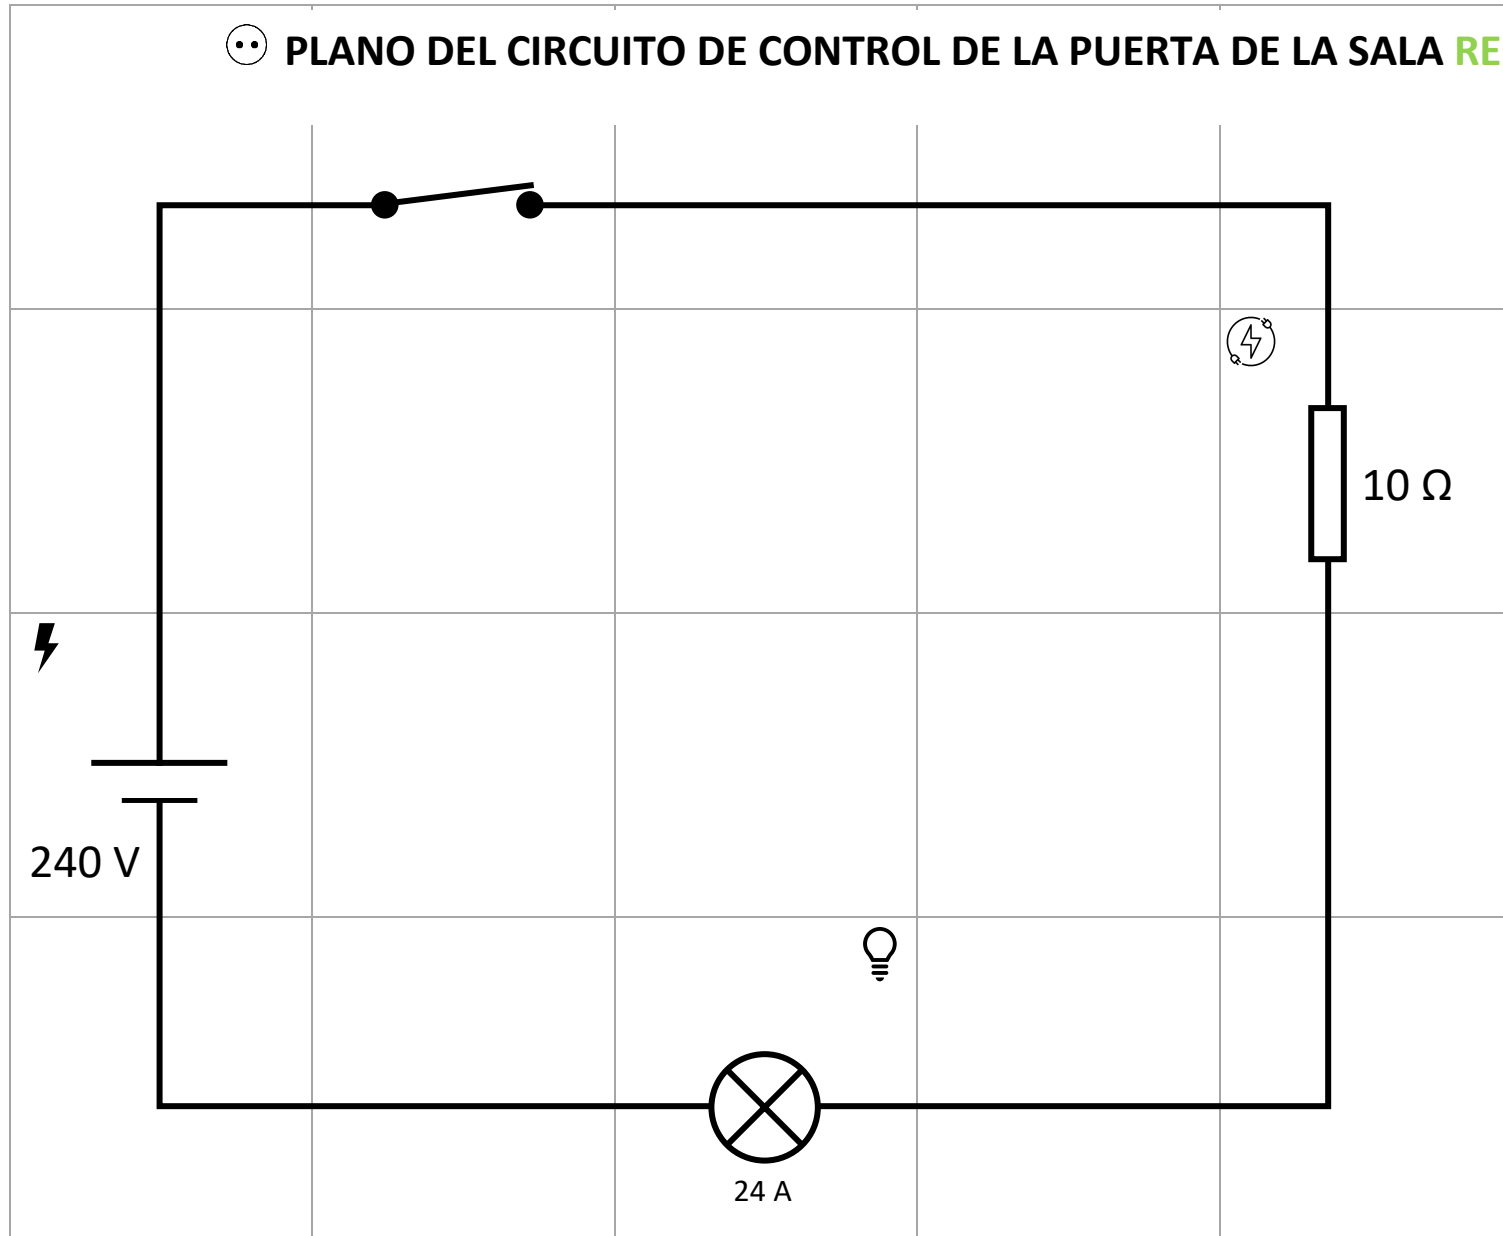 PLANO DEL CIRCUITO DE CONTROL DE LA PUERTA DE LA SALA RE
10 Ω
240 V
24 A